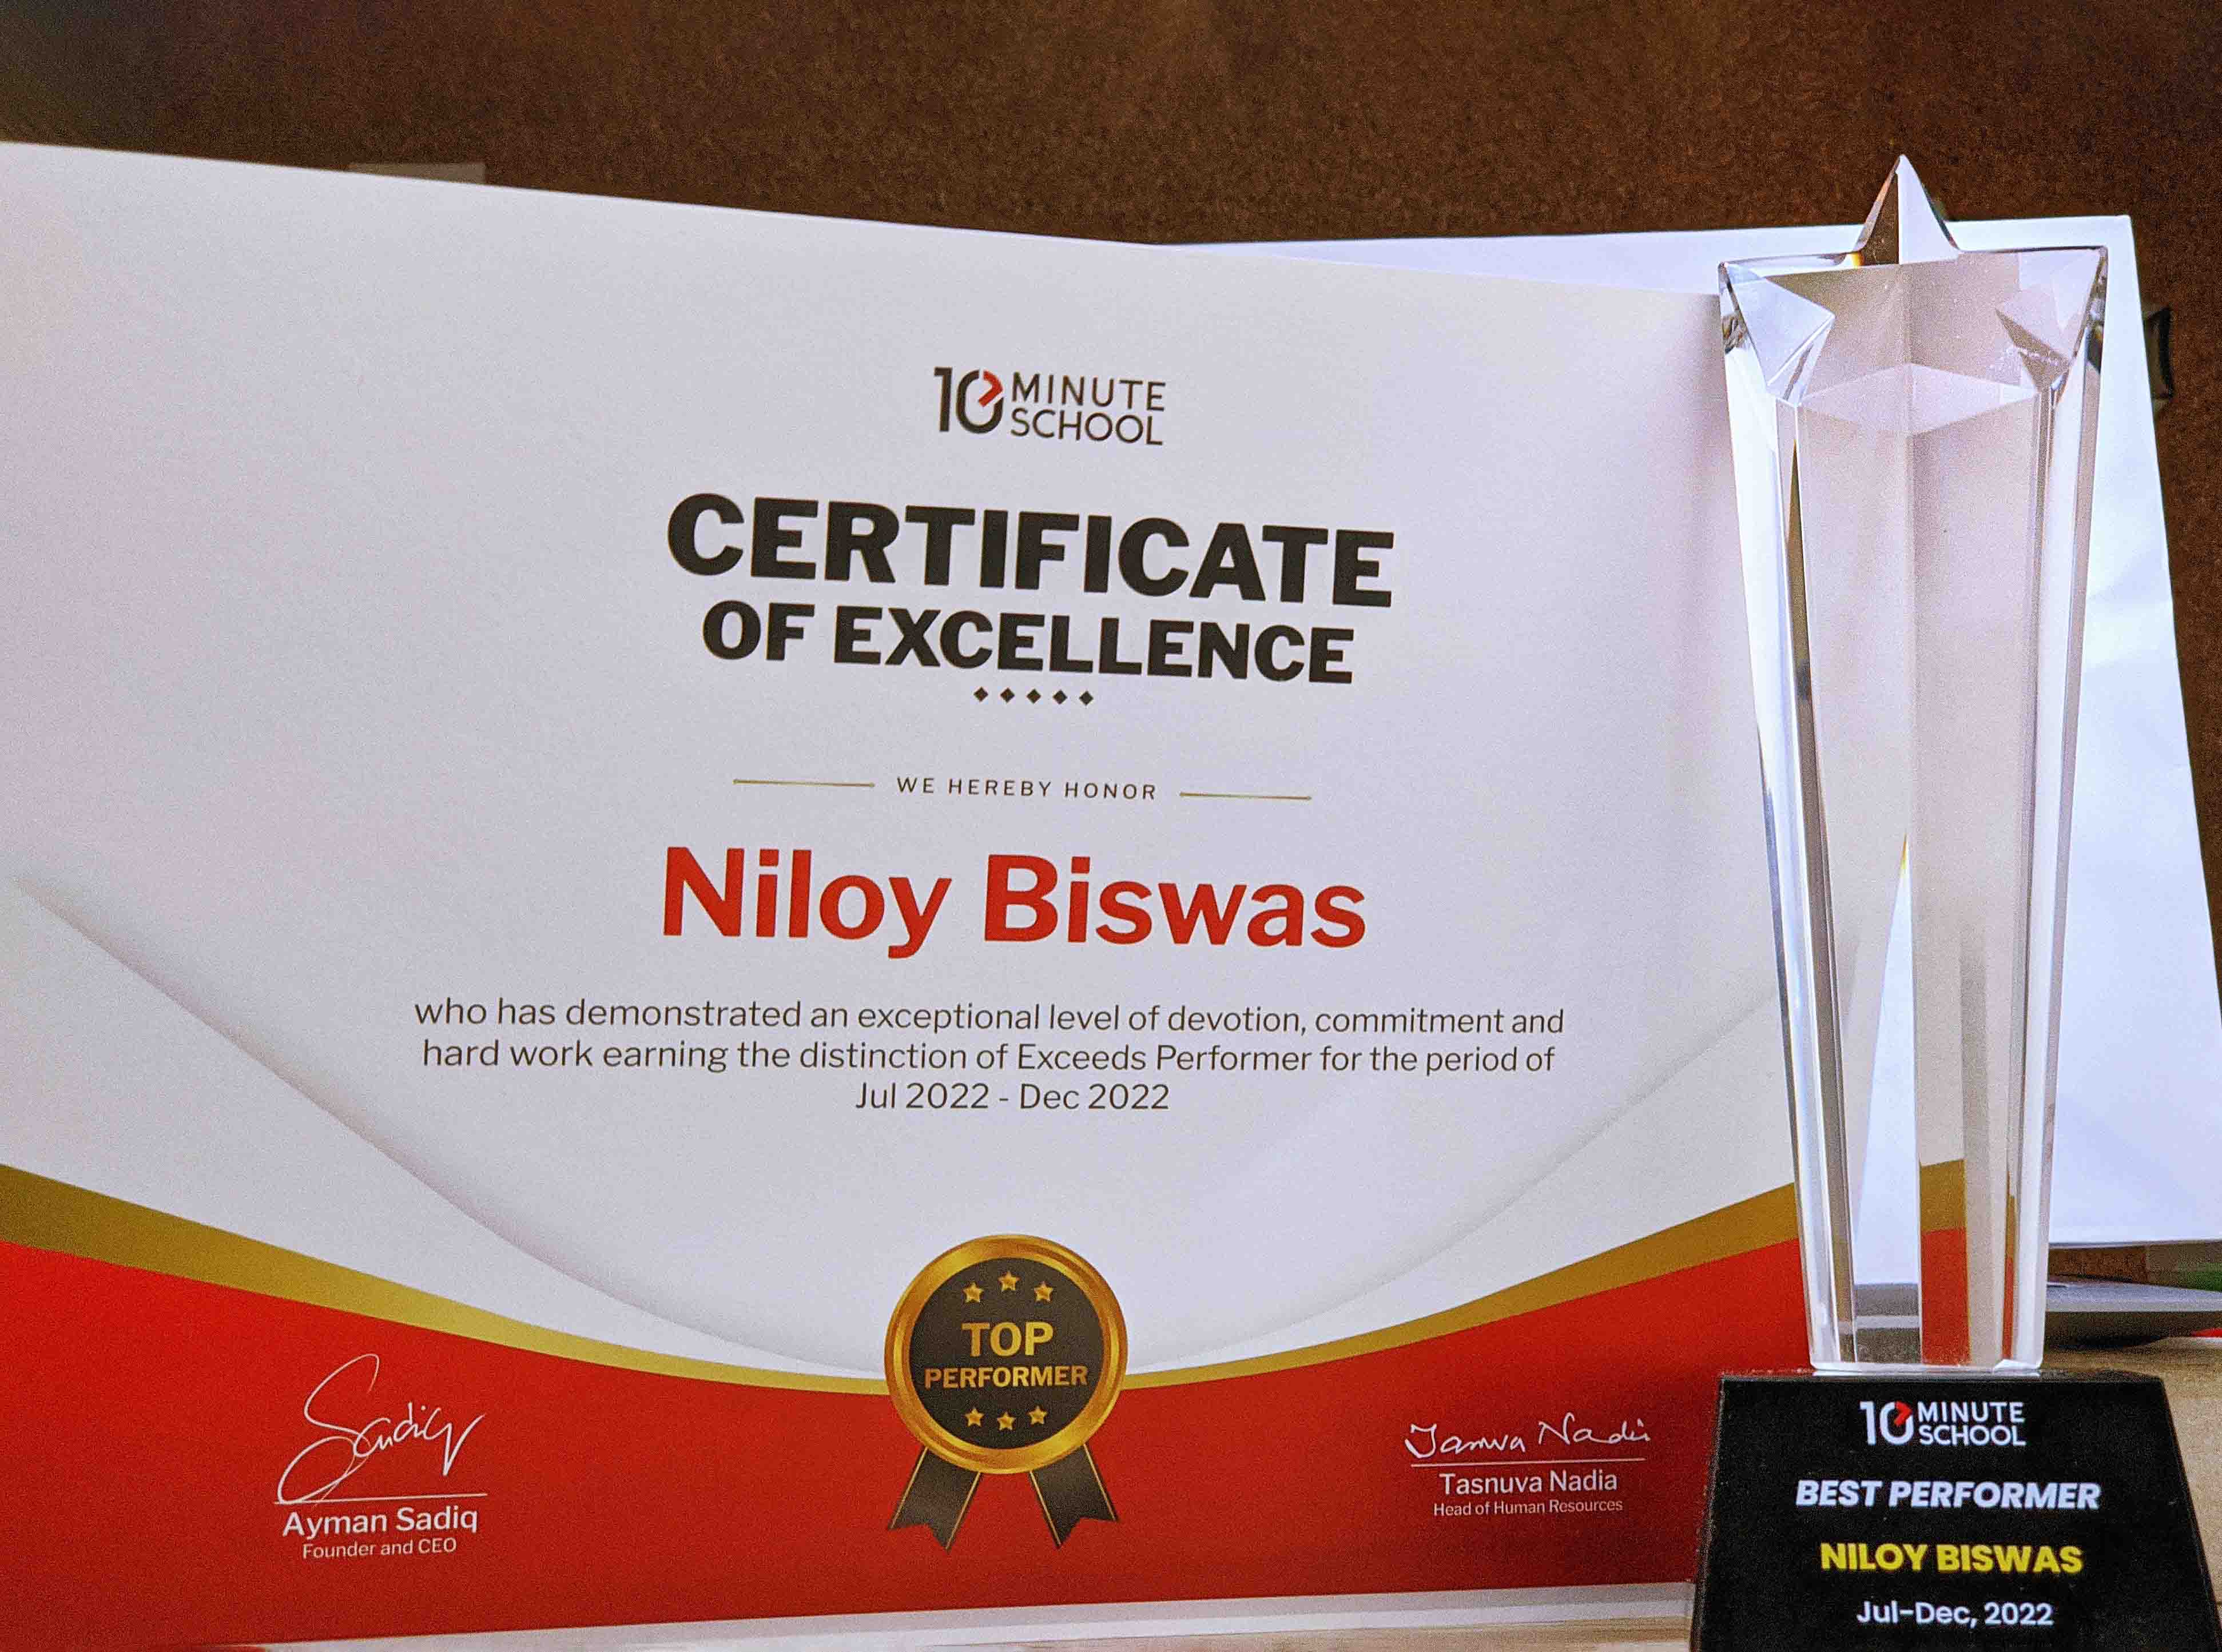 10 MINUTE
SCHOOL
CERTIFICATE
OF EXCELLENCE
WE HEREBY HONOR
Niloy Biswas
who has demonstrated an exceptional level of devotion, commitment and
hard work earning the distinction of Exceeds Performer for the period of
Jul 2022 - Dec 2022
TOP
PERFORMER
Sadiq
Ayman Sadiq
Founder and CEO
Tasnuva Nadia
Head of Human Resources
10 MINUTE
SCHOOL
BEST PERFORMER
NILOY BISWAS
Jul-Dec, 2022